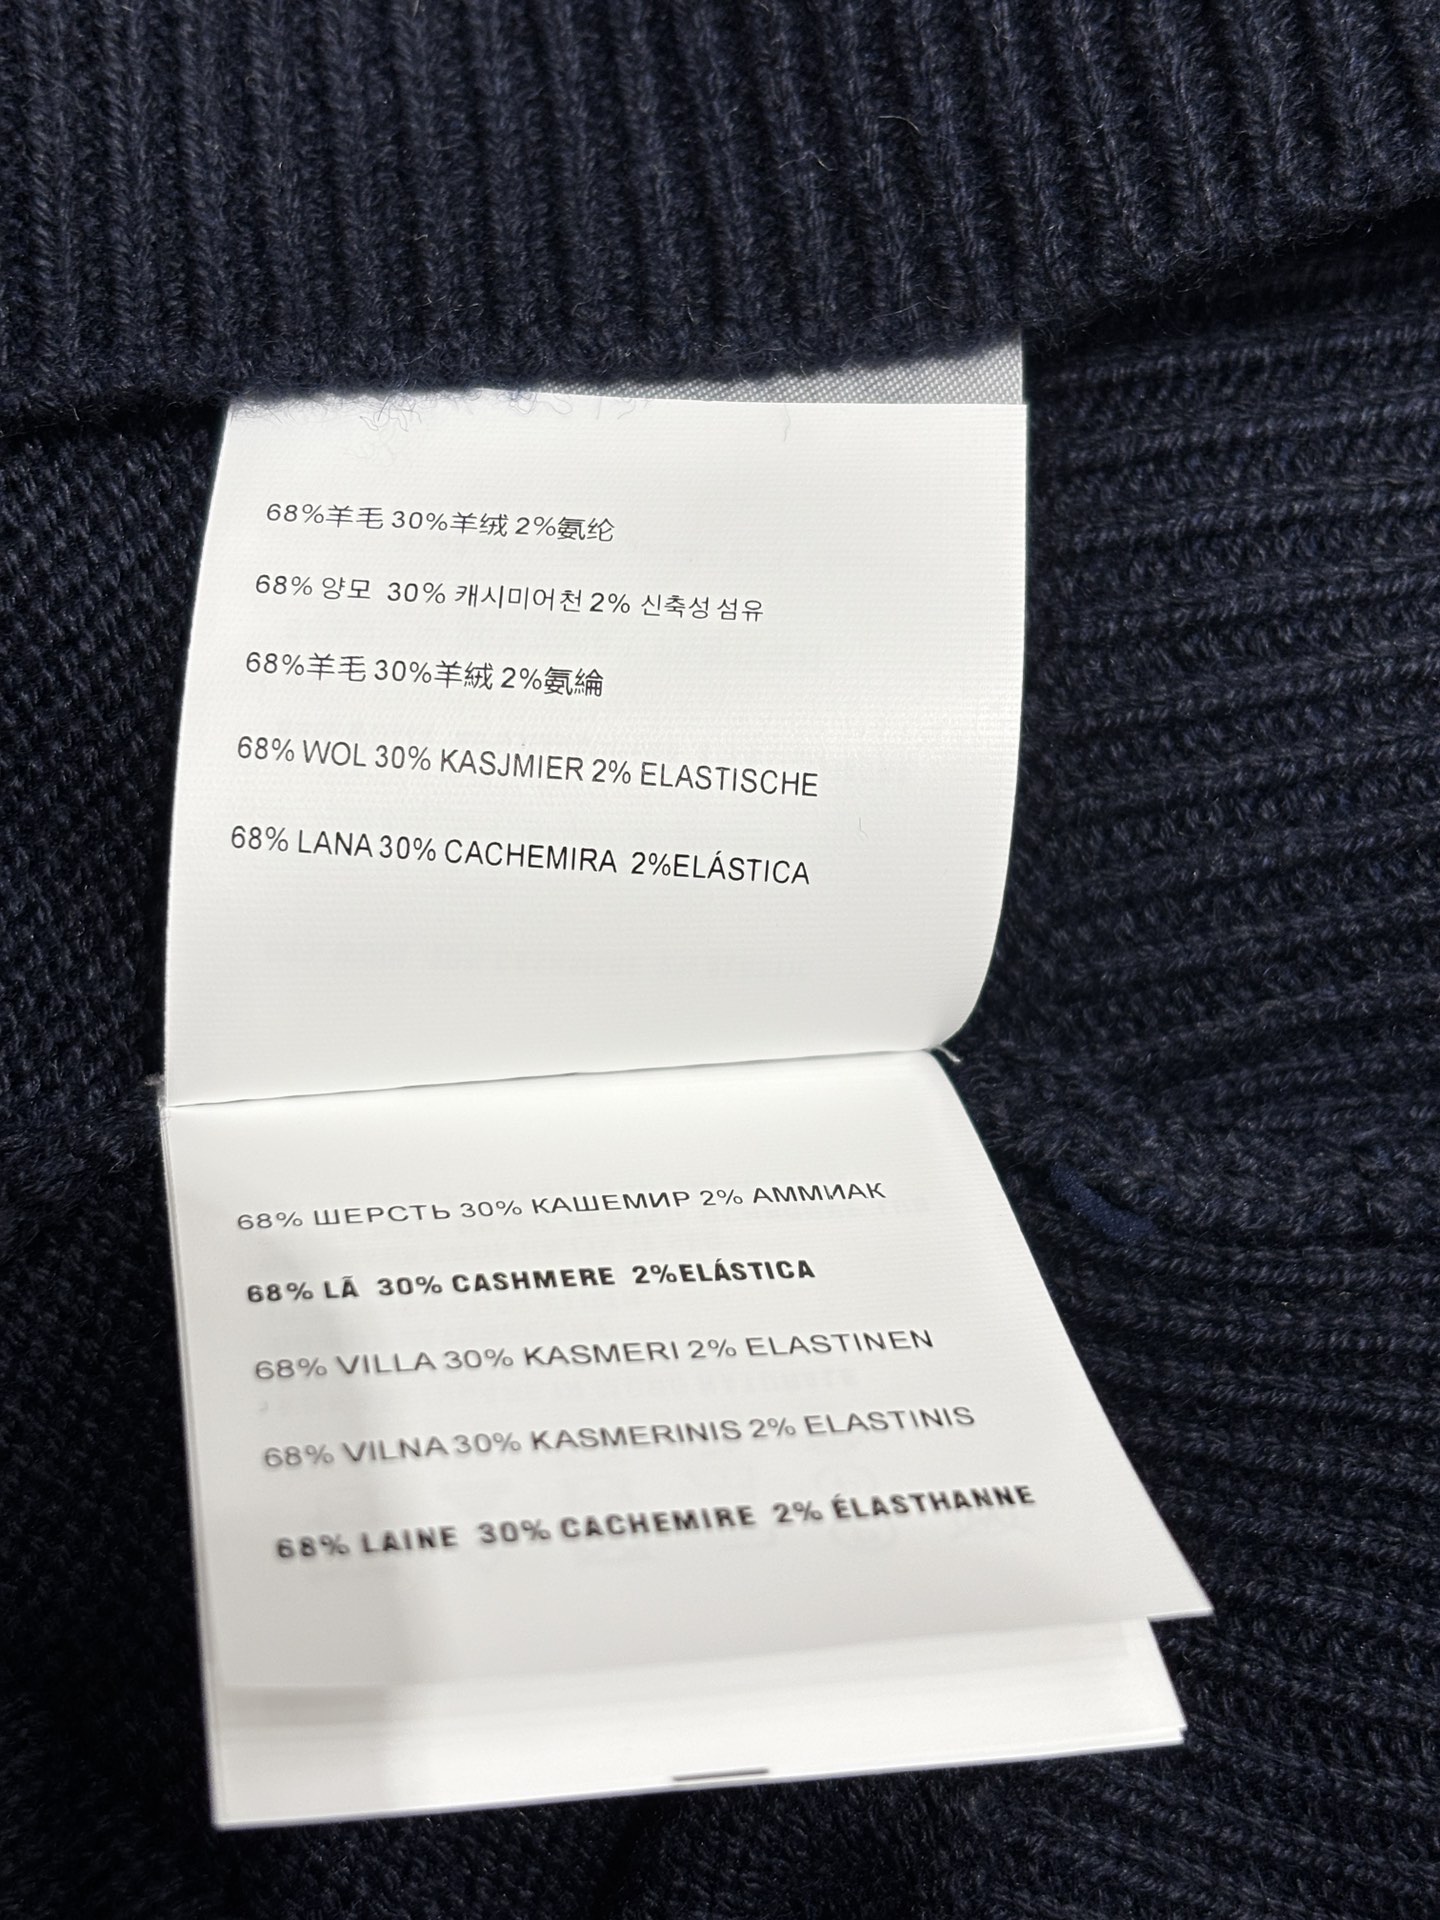 68%羊毛 30%羊绒 2%氨纶
68% 양모 30% 캐시미어천 2% 신축성 섬유
68%羊毛 30%羊絨 2%氨綸
68% WOL 30% KASJMIER 2% ELASTISCHE
68% LANA 30% CACHEMIRA 2%ELÁSTICA
68% ШЕРСТЬ 30% КАШЕМИР 2% АММИАК
68% LÃ 30% CASHMERE 2%ELÁSTICA
68% VILLA 30% KASMERI 2% ELASTINEN
68% VILNA 30% KASMERINIS 2% ELASTINIS
68% LAINE 30% CACHEMIRE 2% ÉLASTHANNE